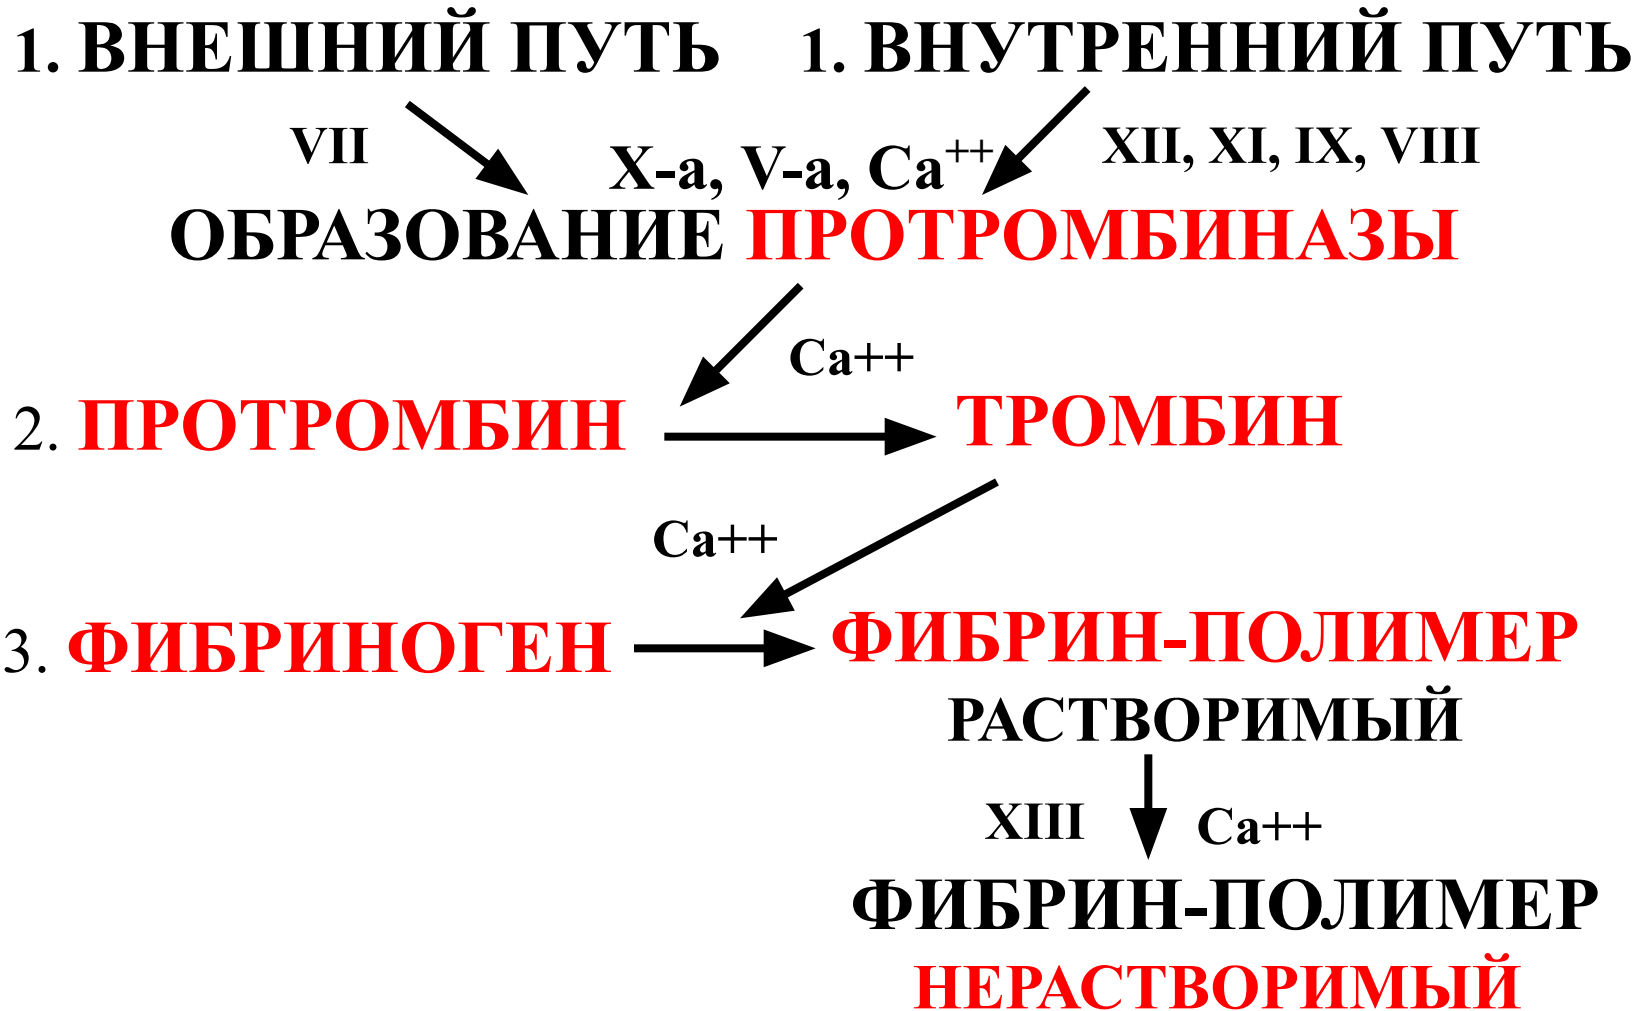 1. ВНЕШНИЙ ПУТЬ
1. ВНУТРЕННИЙ ПУТЬ
VII
X-а, V-а, Ca++
XII, XI, IX, VIII
ОБРАЗОВАНИЕ ПРОТРОМБИНАЗЫ
Ca++
2. ПРОТРОМБИН
ТРОМБИН
Ca++
3. ФИБРИНОГЕН
ФИБРИН-ПОЛИМЕР
РАСТВОРИМЫЙ
XIII
Ca++
ФИБРИН-ПОЛИМЕР
НЕРАСТВОРИМЫЙ